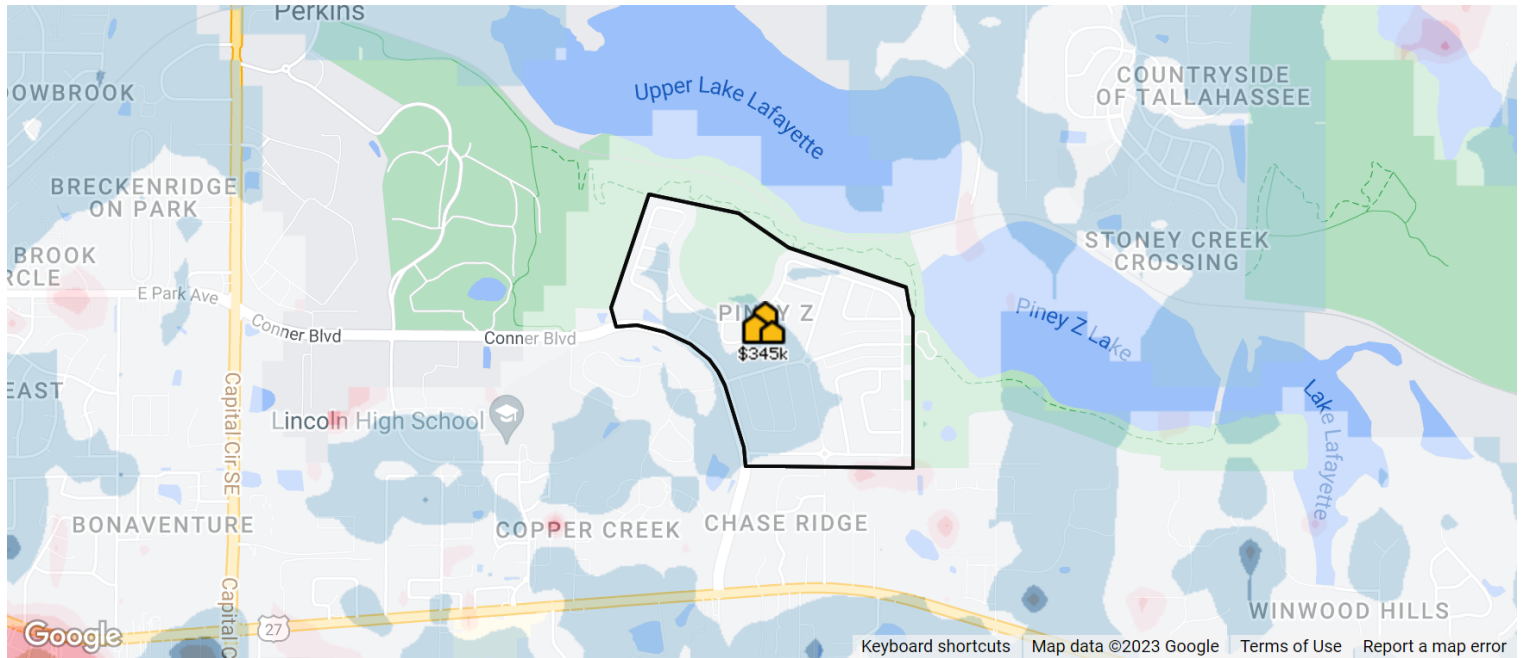 Perkins
OWBROOK
Upper Lake Lafayette
COUNTRYSIDE
OF TALLAHASSEE
BRECKENRIDGE
ON PARK
BROOK
RCLE
E Park Ave
STONEY CREEK
CROSSING
PINEY Z
$345k
Piney Z Lake
Conner Blvd
Conner Blvd
EAST
Capital Cir SE
Lincoln High School
Lake Lafayette
BONAVENTURE
COPPER CREEK
CHASE RIDGE
Capital C
27
WINWOOD HILLS
Google
Keyboard shortcuts
Map data ©2023 Google
Terms of Use
Report a map error